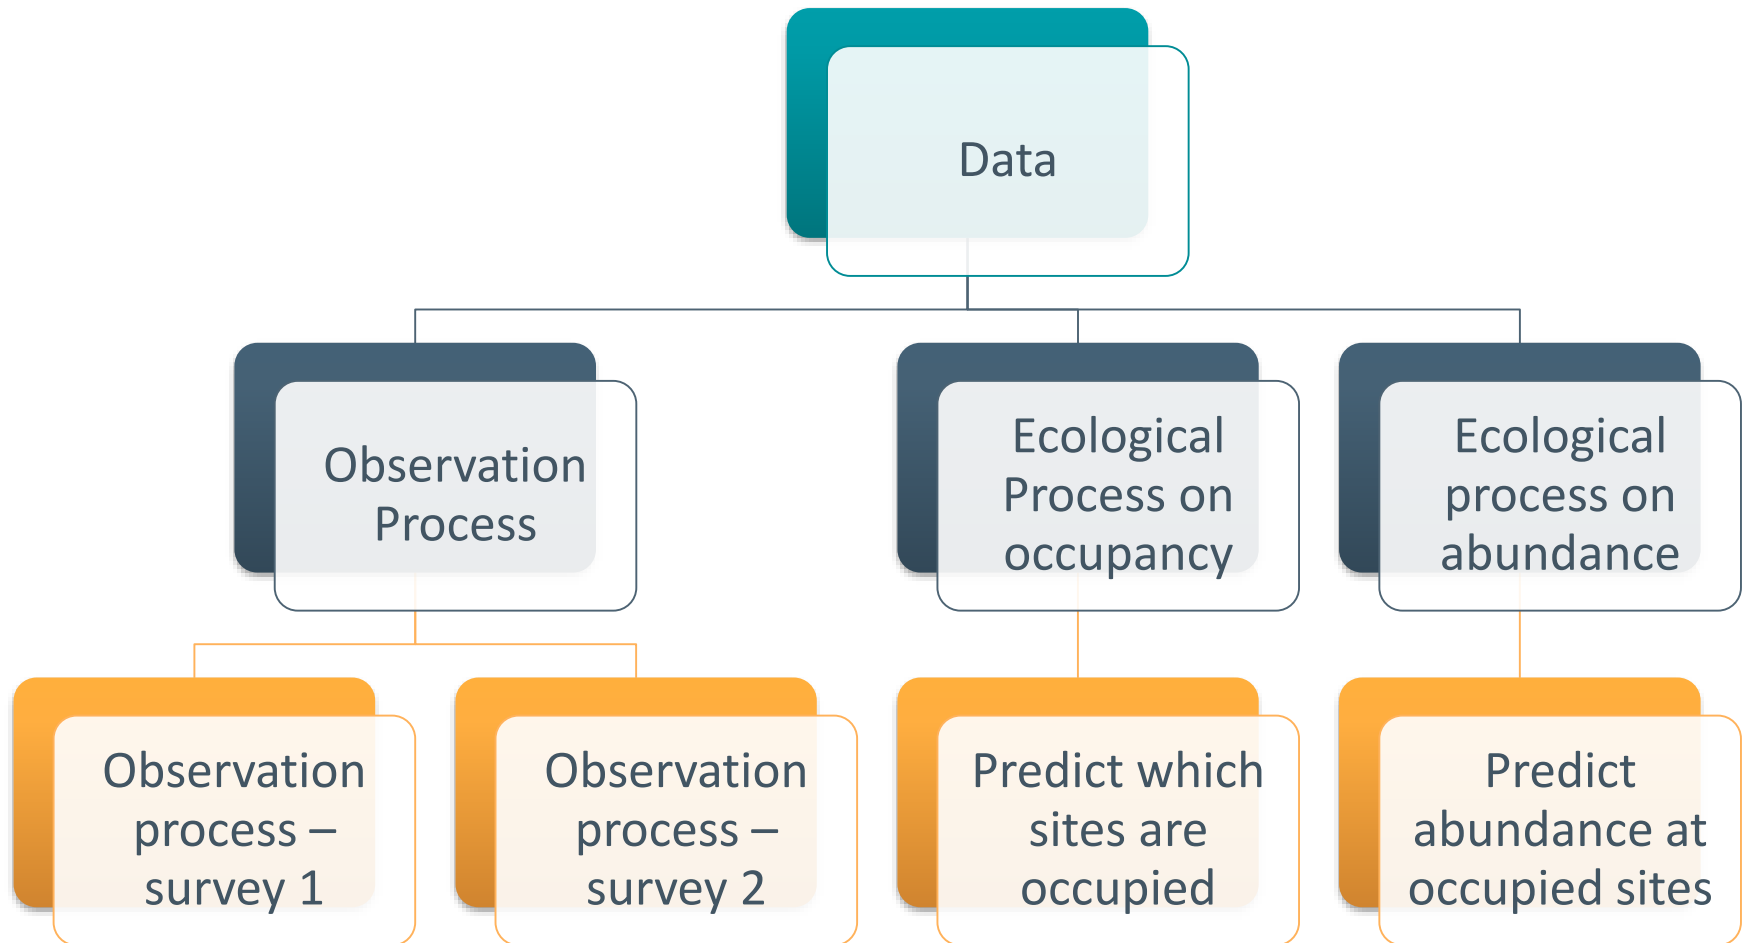 Data
Observation
Process
Ecological
Process on
occupancy
Ecological
process on
abundance
Observation
process –
survey 1
Observation
process –
survey 2
Predict which
sites are
occupied
Predict
abundance at
occupied sites